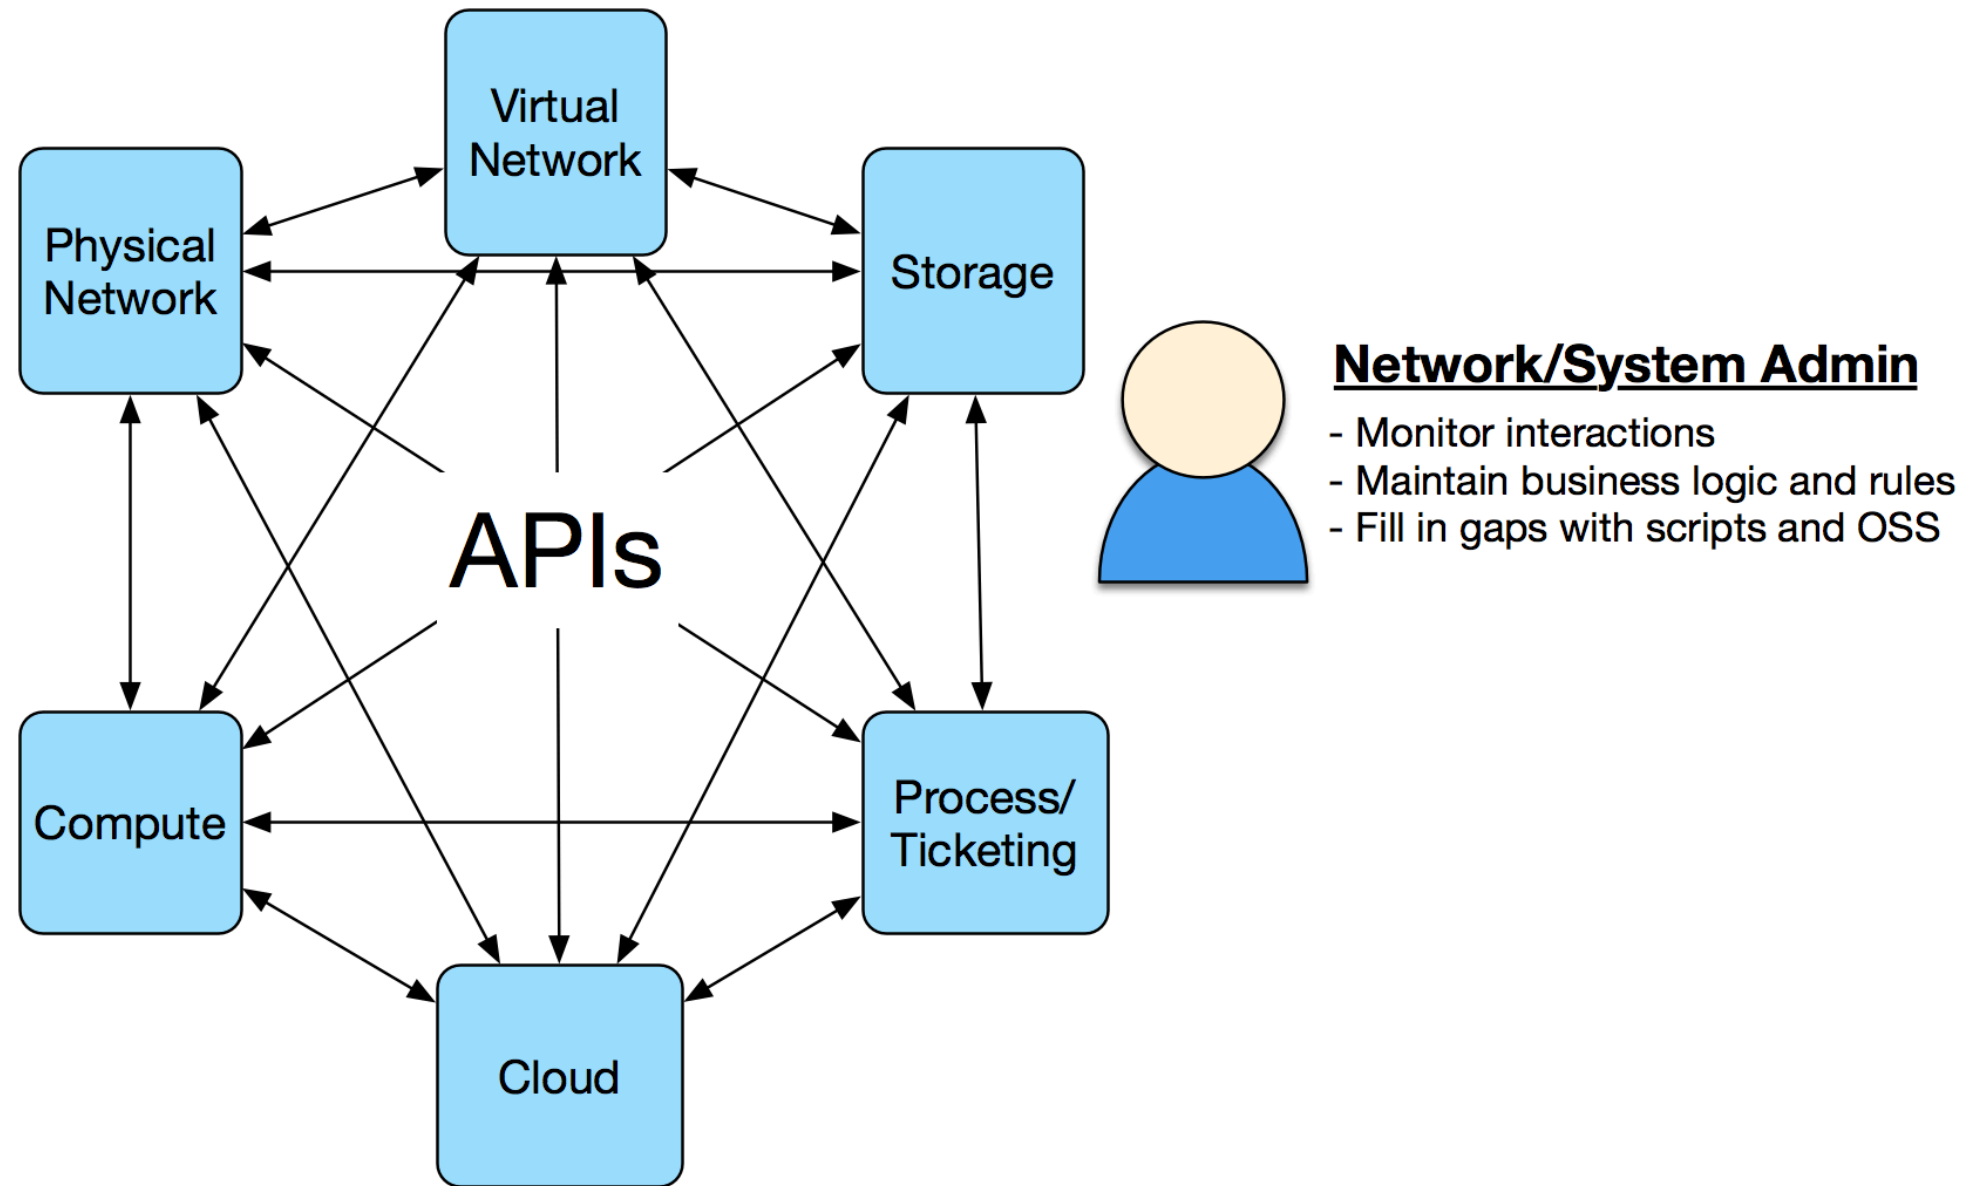 Virtual
Network
Physical
Network
Storage
APIs
Compute
Process/
Ticketing
Cloud
Network/System Admin
- Monitor interactions
- Maintain business logic and rules
- Fill in gaps with scripts and OSS